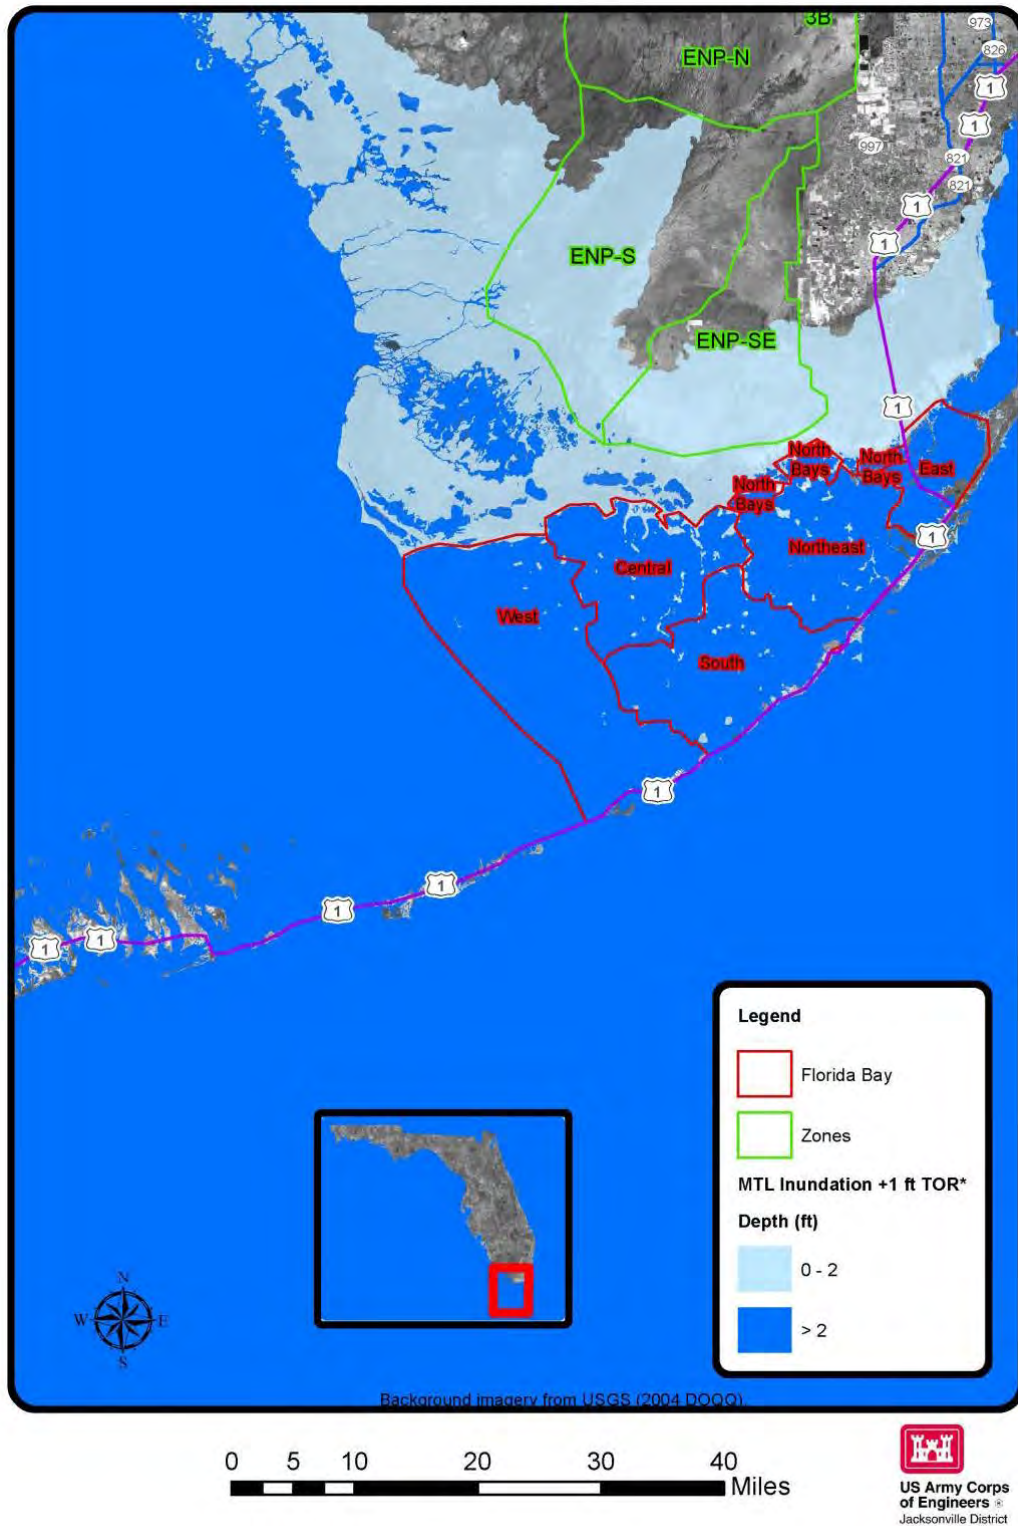 3B
973
826
ENP-N
1
1
997
821
821
1
1
ENP-S
ENP-SE
1
North
Bays
North
Bays
East
North
Bays
1
Northeast
Central
West
South
1
1
1
1
1
Legend
Florida Bay
Zones
MTL Inundation +1 ft TOR*
Depth (ft)
0 - 2
> 2
N
W E
S
Background imagery from USGS (2004 DOQQ).
0 5 10 20 30 40
Miles
US Army Corps
of Engineers ®
Jacksonville District